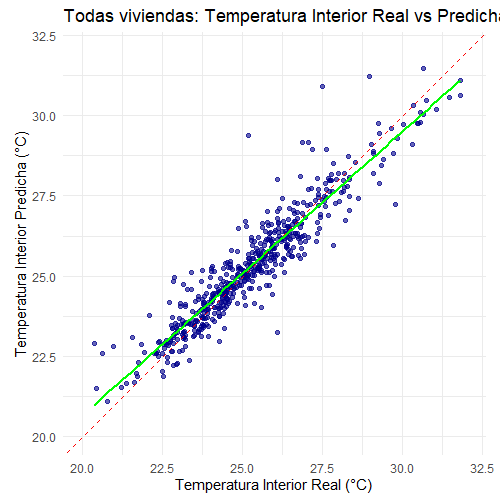 Todas viviendas: Temperatura Interior Real vs Predicha
32.5
30.0
27.5
25.0
22.5
20.0
Temperatura Interior Predicha (°C)
20.0 22.5 25.0 27.5 30.0 32.5
Temperatura Interior Real (°C)